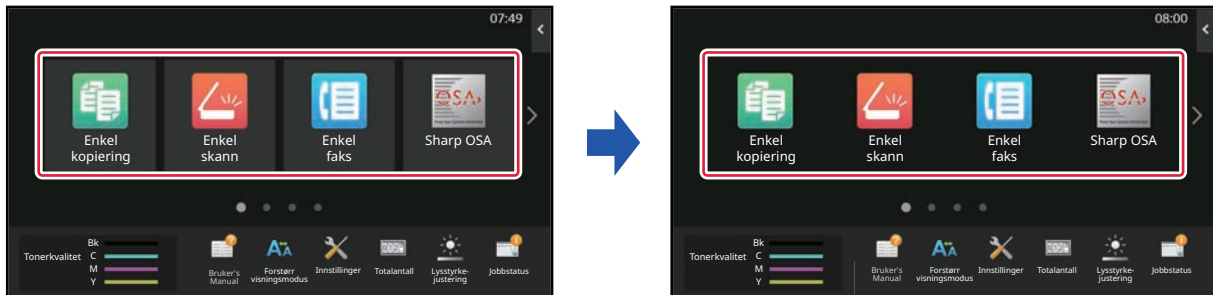 07:49
Enkel
kopiering
Enkel
skann
Enkel
faks
OSA
Sharp OSA
Tonerkvalitet
Bk
C
M
Y
Bruker's
Manual
Forstørr
visningsmodus
Innstillinger
Totalantall
Lysstyrke-
justering
Jobbstatus
08:00
Enkel
kopiering
Enkel
skann
Enkel
faks
OSA
Sharp OSA
Tonerkvalitet
Bk
C
M
Y
Bruker's
Manual
Forstørr
visningsmodus
Innstillinger
Totalantall
Lysstyrke-
justering
Jobbstatus